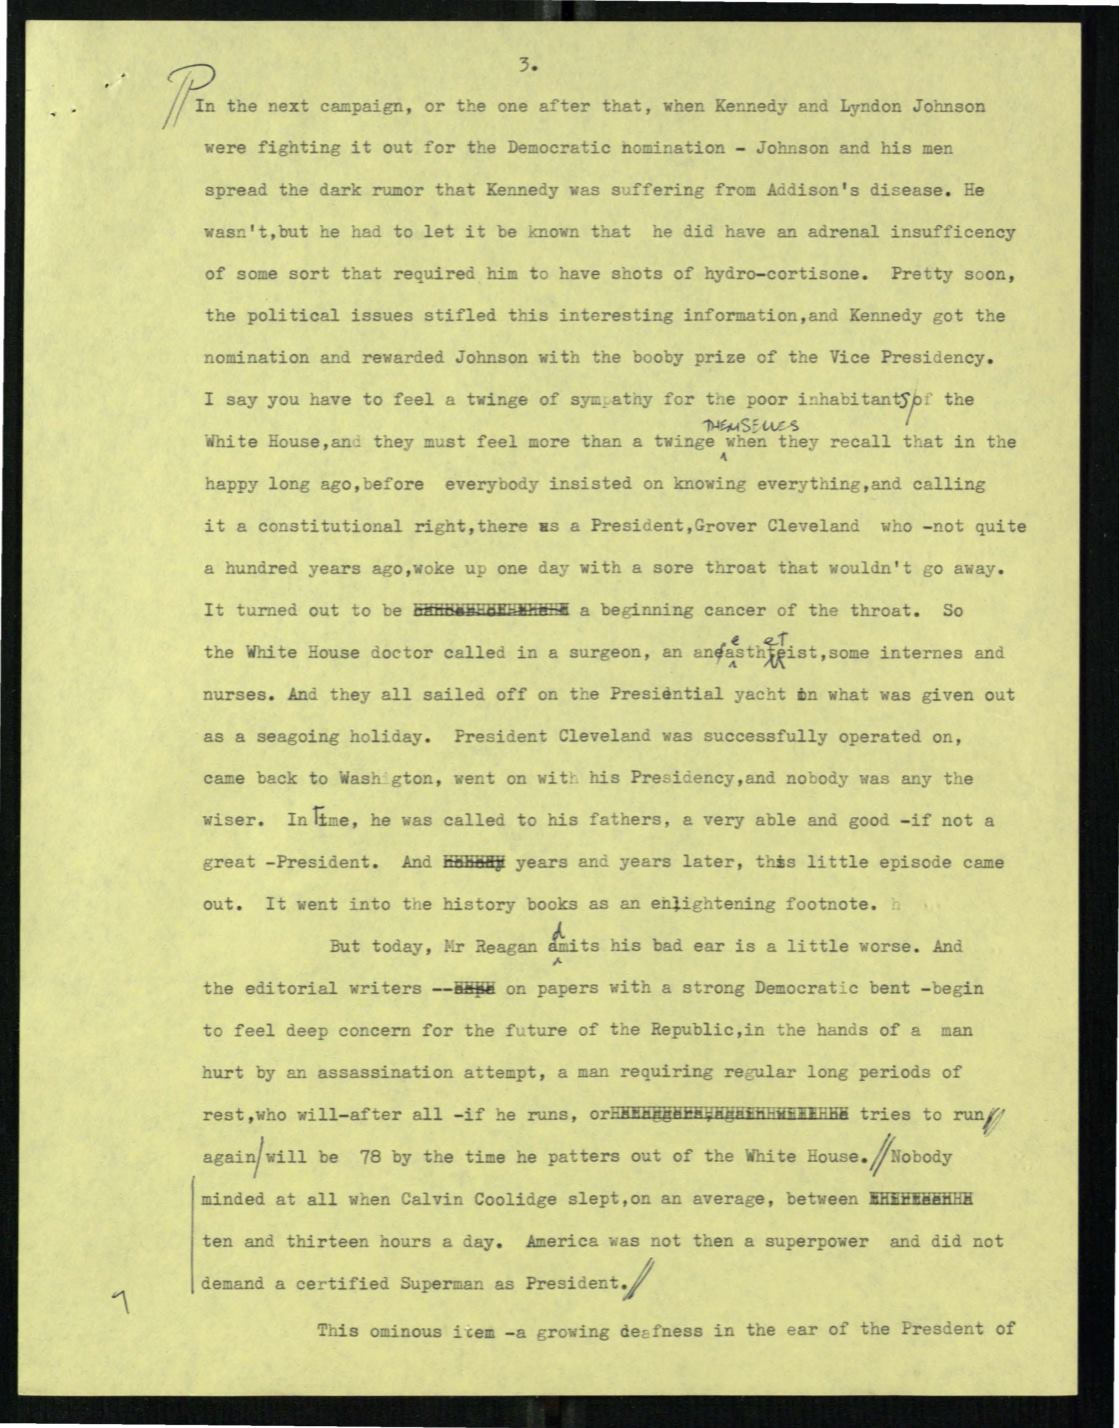 3.
In the next campaign, or the one after that, when Kennedy and Lyndon Johnson
were fighting it out for the Democratic nomination - Johnson and his men
spread the dark rumor that Kennedy was suffering from Addison's disease. He
wasn't,but he had to let it be known that he did have an adrenal insufficency
of some sort that required him to have shots of hydro-cortisone. Pretty soon,
the political issues stifled this interesting information,and Kennedy got the
nomination and rewarded Johnson with the booby prize of the Vice Presidency.
I say you have to feel a twinge of sympathy for the poor inhabitants of the
THEMSELVES
White House,and they must feel more than a twinge when they recall that in the
happy long ago,before everybody insisted on knowing everything,and calling
it a constitutional right,there was a President,Grover Cleveland who -not quite
a hundred years ago,woke up one day with a sore throat that wouldn't go away.
It turned out to be a beginning cancer of the throat. So
the White House doctor called in a surgeon, an anaesthetist,some internes and
nurses. And they all sailed off on the Presidential yacht in what was given out
as a seagoing holiday. President Cleveland was successfully operated on,
came back to Washington, went on with his Presidency,and nobody was any the
wiser. In Time, he was called to his fathers, a very able and good -if not a
great -President. And years and years later, this little episode came
out. It went into the history books as an enlightening footnote.
But today, Mr Reagan admits his bad ear is a little worse. And
the editorial writers -- on papers with a strong Democratic bent -begin
to feel deep concern for the future of the Republic,in the hands of a man
hurt by an assassination attempt, a man requiring regular long periods of
rest,who will-after all -if he runs, or tries to run
again/will be 78 by the time he patters out of the White House.//Nobody
minded at all when Calvin Coolidge slept,on an average, between
ten and thirteen hours a day. America was not then a superpower and did not
demand a certified Superman as President.//
This ominous item -a growing deafness in the ear of the Presdent of